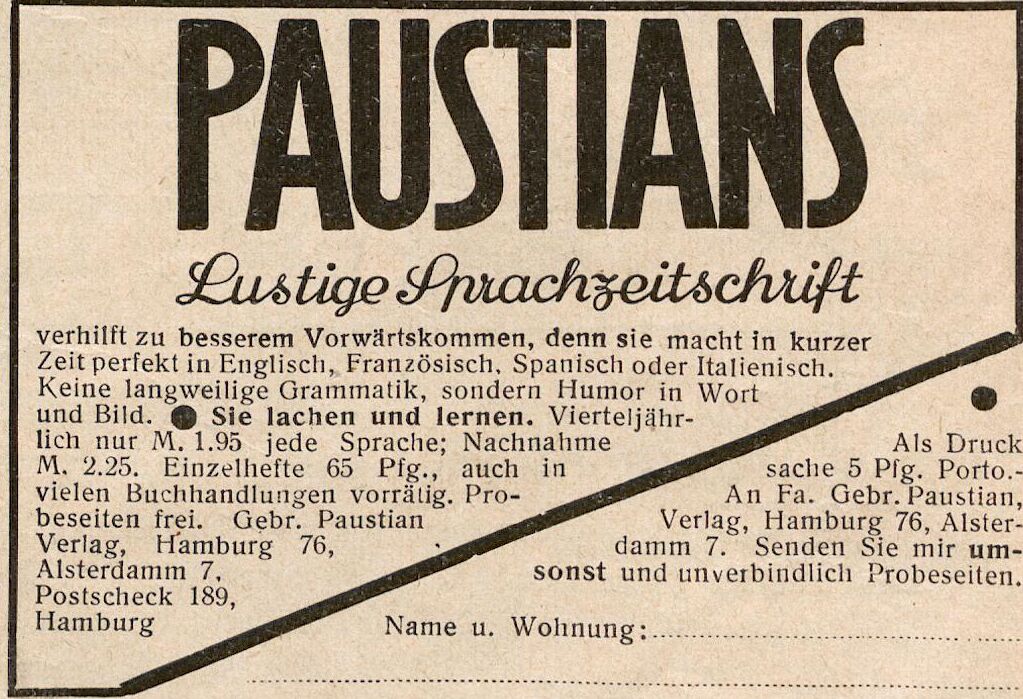 PAUSTIANS
Lustige Sprachzeitschrift
verhilft zu besserem Vorwärtskommen, denn sie macht in kurzer
Zeit perfekt in Englisch, Französisch, Spanisch oder Italienisch.
Keine langweilige Grammatik, sondern Humor in Wort
und Bild. ● Sie lachen und lernen. Vierteljähr-
lich nur M. 1.95 jede Sprache; Nachnahme
M. 2.25. Einzelhefte 65 Pfg., auch in
vielen Buchhandlungen vorrätig. Pro-
beseiten frei. Gebr. Paustian
Verlag, Hamburg 76,
Alsterdamm 7,
Postscheck 189,
Hamburg
Als Druck
sache 5 Pfg. Porto.-
An Fa. Gebr. Paustian,
Verlag, Hamburg 76, Alster-
damm 7. Senden Sie mir um-
sonst und unverbindlich Probeseiten.
Name u. Wohnung: